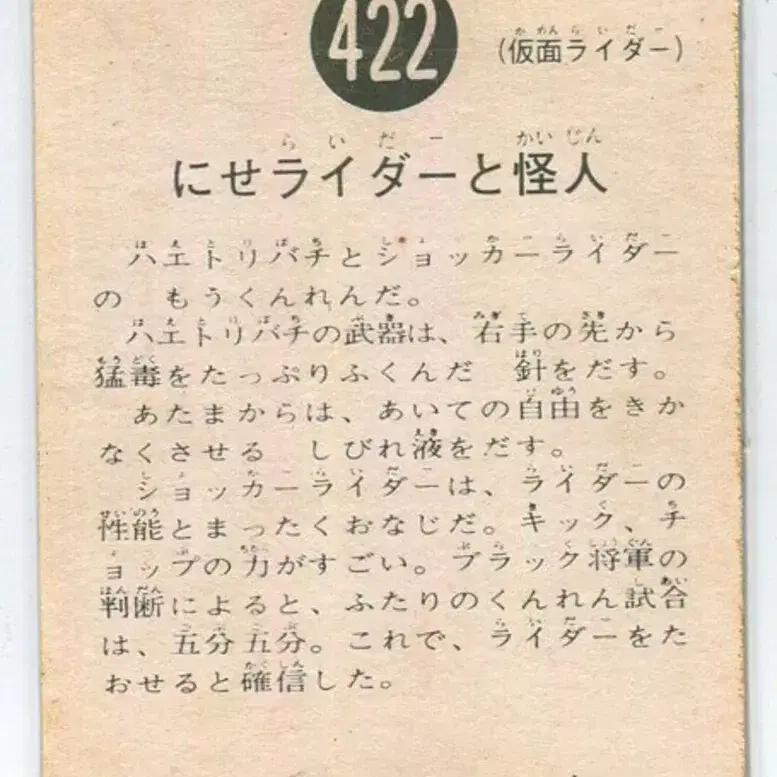 422
(仮面ライダー)
にせライダーと怪人
ハエトリバチとショッカーライダー
の もうくんれんだ。
ハエトリバチの武器は、右手の先から
猛毒をたっぷりふくんだ 針をだす。
あたまからは、あいての自由をきか
なくさせる しびれ液をだす。
ショッカーライダーは、ライダーの
性能とまったくおなじだ。キック、チ
ョップの力がすごい。ブラック将軍の
判断によると、ふたりのくんれん試合
は、五分五分。これで、ライダーをた
おせると確信した。